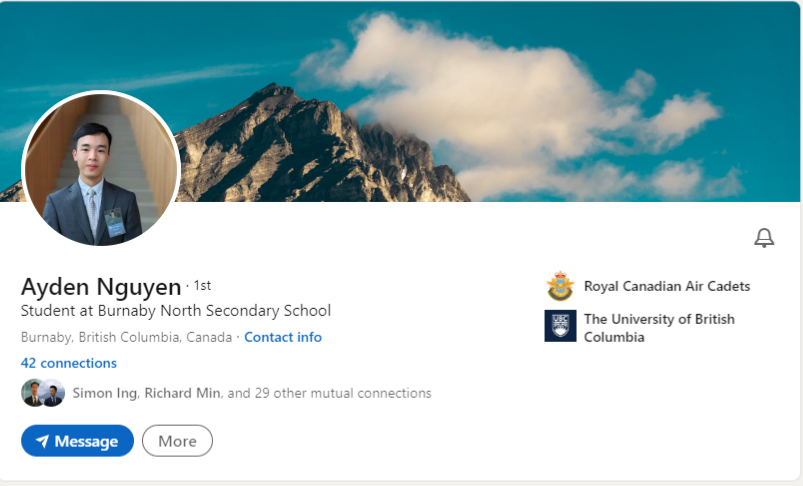 Ayden Nguyen · 1st
Student at Burnaby North Secondary School
Burnaby, British Columbia, Canada · Contact info
42 connections
Simon Ing, Richard Min, and 29 other mutual connections
Message
More
Royal Canadian Air Cadets
UBC
The University of British
Columbia